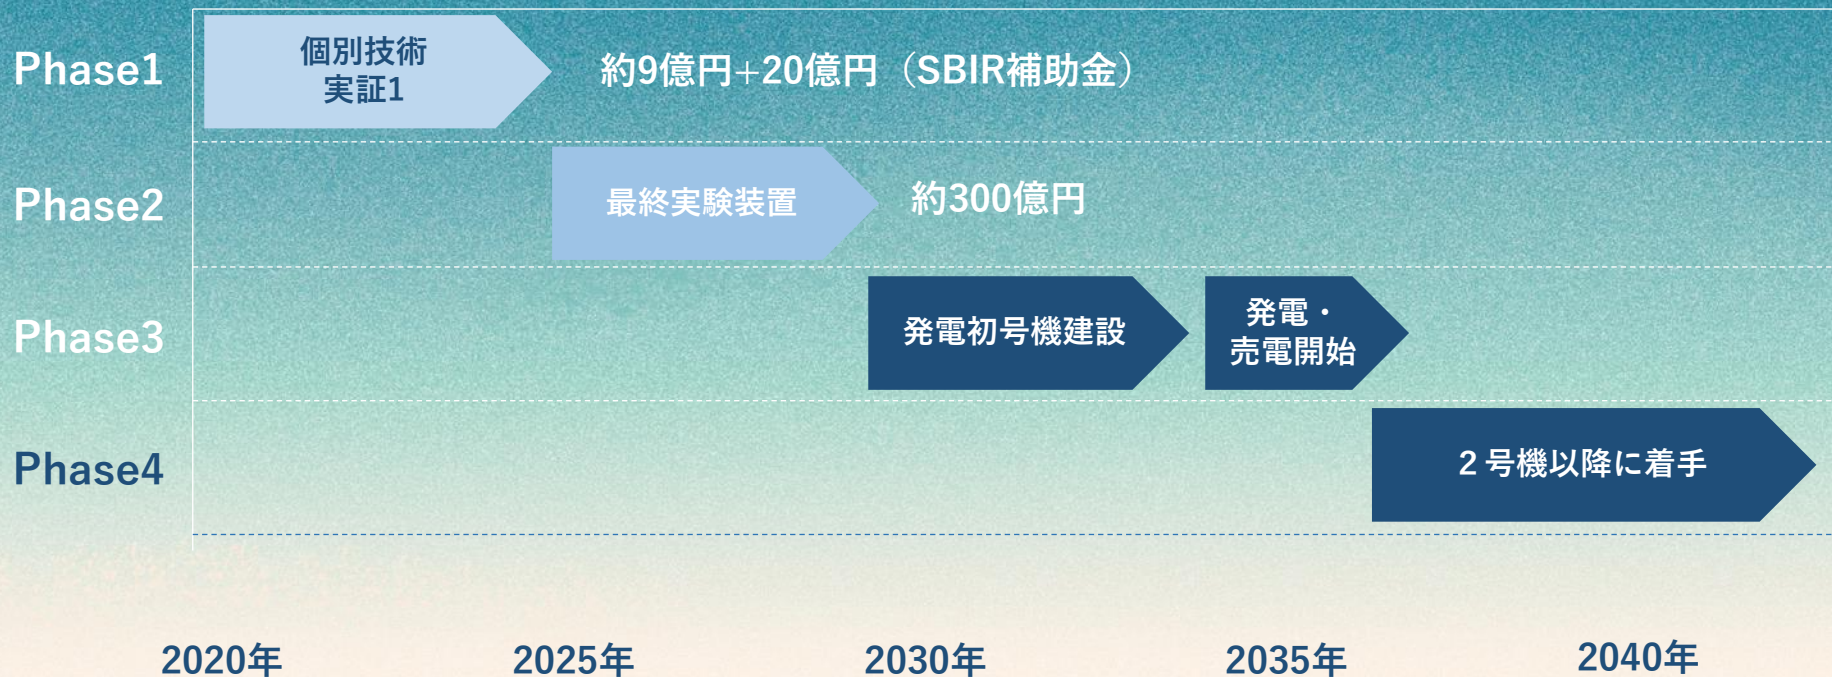 Phase1
個別技術
実証1
約9億円+20億円（SBIR補助金）
Phase2
最終実験装置
約300億円
Phase3
発電初号機建設
発電・
売電開始
Phase4
２号機以降に着手
2020年
2025年
2030年
2035年
2040年